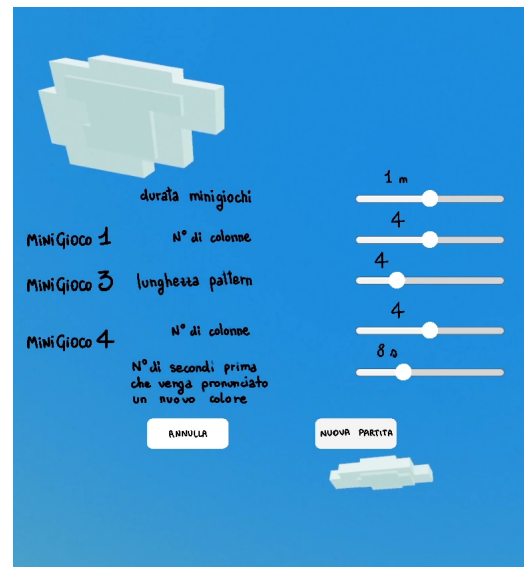 1 m
durata minigiochi
4
MiniGioco 1 N° di colonne
4
MiniGioco 3 lunghezza pattern
4
MiniGioco 4 N° di colonne
8 s
N° di secondi prima
che venga pronunciato
un nuovo colore
ANNULLA NUOVA PARTITA